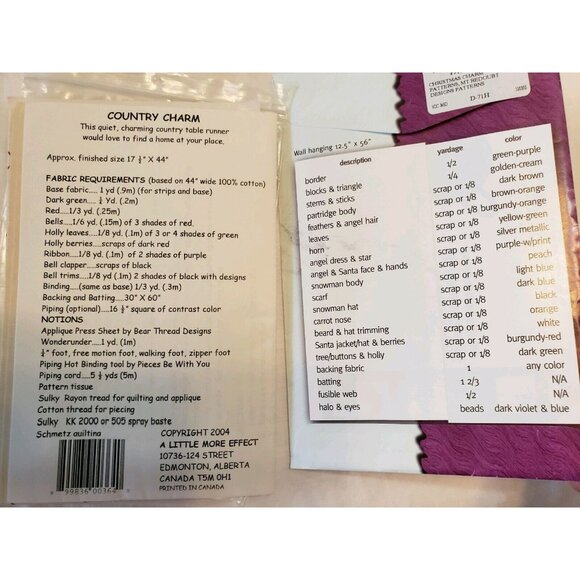 COUNTRY CHARM
This quiet, charming country table runner
would love to find a home at your place.
Approx. finished size 17 ½" X 44"
FABRIC REQUIREMENTS (based on 44" wide 100% cotton)
Base fabric.... 1 yd (.9m) (for strips and base)
Dark green.... ¼ Yd. (.2m)
Red....1/3 yd. (.25m)
Bells....1/6 yd. (.15m) of 3 shades of red.
Holly leaves....1/8 yd. (.1m) of 3 or 4 shades of green
Holly berries....scraps of dark red
Ribbon....1/8 yd. (.1m) of 2 shades of purple
Bell clapper....scraps of black
Bell trims....1/8 yd (.1m) 2 shades of black with designs
Binding....(same as base) 1/3 yd. (.3m)
Backing and Batting....30" X 60"
Piping (optional)....16 ½" square of contrast color
NOTIONS
Applique Press Sheet by Bear Thread Designs
Wonderunder....1 yd. (1m)
¼" foot, free motion foot, walking foot, zipper foot
Piping Hot Binding tool by Pieces Be With You
Piping cord....5 ½ yds (5m)
Pattern tissue
Sulky Rayon tread for quilting and applique
Cotton thread for piecing
Sulky KK 2000 or 505 spray baste
Schmetz quilting
COPYRIGHT 2004
A LITTLE MORE EFFECT
10736-124 STREET
EDMONTON, ALBERTA
CANADA T5M 0H1
PRINTED IN CANADA
99836 00364
CHRISTMAS CHARM
PATTERNS, MT REDOUBT
DESIGNS PATTERNS
D-711H
Wall hanging 12.5" x 56"
description yardage color
border 1/2 green-purple
blocks & triangle 1/4 golden-cream
stems & sticks scrap or 1/8 dark brown
partridge body scrap or 1/8 brown-orange
feathers & angel hair scrap or 1/8 burgundy-orange
leaves scrap or 1/8 yellow-green
horn scrap or 1/8 silver metallic
angel dress & star scrap or 1/8 purple-w/print
angel & Santa face & hands scrap or 1/8 peach
snowman body scrap or 1/8 light blue
scarf scrap or 1/8 dark blue
snowman hat scrap or 1/8 black
carrot nose scrap or 1/8 orange
beard & hat trimming scrap or 1/8 white
Santa jacket/hat & berries scrap or 1/8 burgundy-red
tree/buttons & holly scrap or 1/8 dark green
backing fabric 1 any color
batting 1 2/3 N/A
fusible web 1/2 N/A
halo & eyes beads dark violet & blue